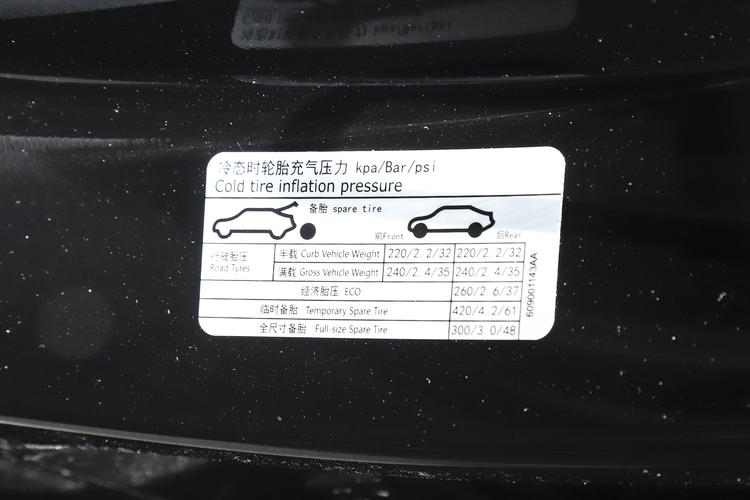 冷态时轮胎充气压力 kpa/Bar/psi
Cold tire inflation pressure
备胎 spare tire
前Front 后Rear
行驶胎压 Road Tyres
半载 Curb Vehicle Weight 220/2.2/32 220/2.2/32
满载 Gross Vehicle Weight 240/2.4/35 240/2.4/35
经济胎压 ECO 260/2.6/37
临时备胎 Temporary Spare Tire 420/4.2/61
全尺寸备胎 Full-size Spare Tire 300/3.0/48
609001143AA